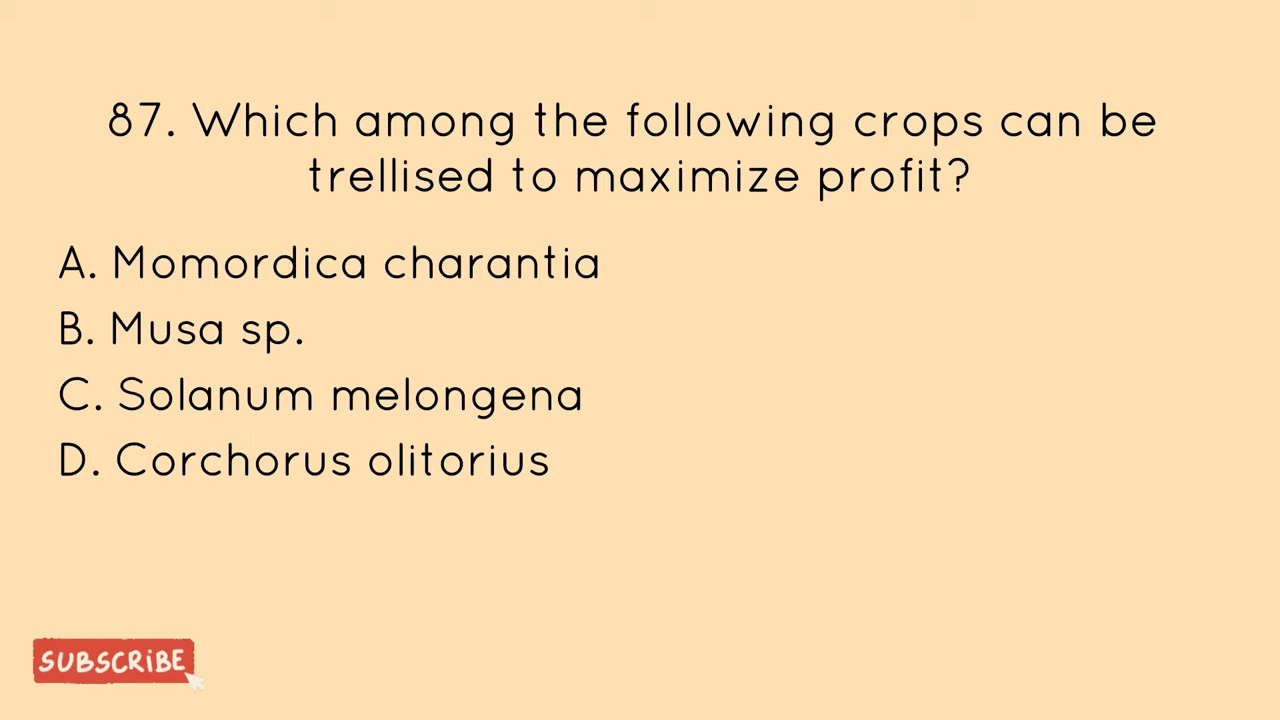 87. Which among the following crops can be
trellised to maximize profit?
A. Momordica charantia
B. Musa sp.
C. Solanum melongena
D. Corchorus olitorius
SUBSCRiBE